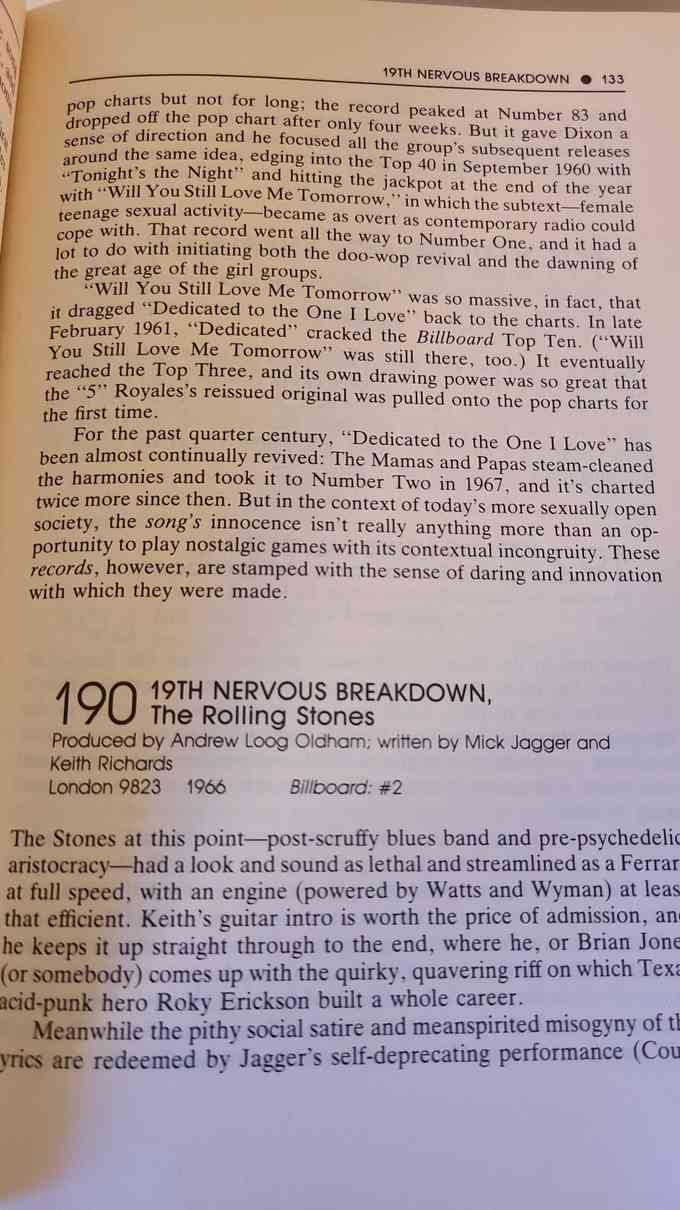 19TH NERVOUS BREAKDOWN ● 133
pop charts but not for long; the record peaked at Number 83 and
dropped off the pop chart after only four weeks. But it gave Dixon a
sense of direction and he focused all the group's subsequent releases
around the same idea, edging into the Top 40 in September 1960 with
“Tonight's the Night” and hitting the jackpot at the end of the year
with “Will You Still Love Me Tomorrow,” in which the subtext—female
teenage sexual activity—became as overt as contemporary radio could
cope with. That record went all the way to Number One, and it had a
lot to do with initiating both the doo-wop revival and the dawning of
the great age of the girl groups.
“Will You Still Love Me Tomorrow” was so massive, in fact, that
it dragged “Dedicated to the One I Love” back to the charts. In late
February 1961, “Dedicated” cracked the Billboard Top Ten. (“Will
You Still Love Me Tomorrow” was still there, too.) It eventually
reached the Top Three, and its own drawing power was so great that
the “5” Royales's reissued original was pulled onto the pop charts for
the first time.
For the past quarter century, “Dedicated to the One I Love” has
been almost continually revived: The Mamas and Papas steam-cleaned
the harmonies and took it to Number Two in 1967, and it's charted
twice more since then. But in the context of today's more sexually open
society, the song's innocence isn't really anything more than an op-
portunity to play nostalgic games with its contextual incongruity. These
records, however, are stamped with the sense of daring and innovation
with which they were made.
190 19TH NERVOUS BREAKDOWN,
The Rolling Stones
Produced by Andrew Loog Oldham; written by Mick Jagger and
Keith Richards
London 9823 1966 Billboard: #2
The Stones at this point—post-scruffy blues band and pre-psychedelic
aristocracy—had a look and sound as lethal and streamlined as a Ferrar
at full speed, with an engine (powered by Watts and Wyman) at leas
that efficient. Keith's guitar intro is worth the price of admission, an
he keeps it up straight through to the end, where he, or Brian Jone
(or somebody) comes up with the quirky, quavering riff on which Texa
acid-punk hero Roky Erickson built a whole career.
Meanwhile the pithy social satire and meanspirited misogyny of th
yrics are redeemed by Jagger's self-deprecating performance (Cou